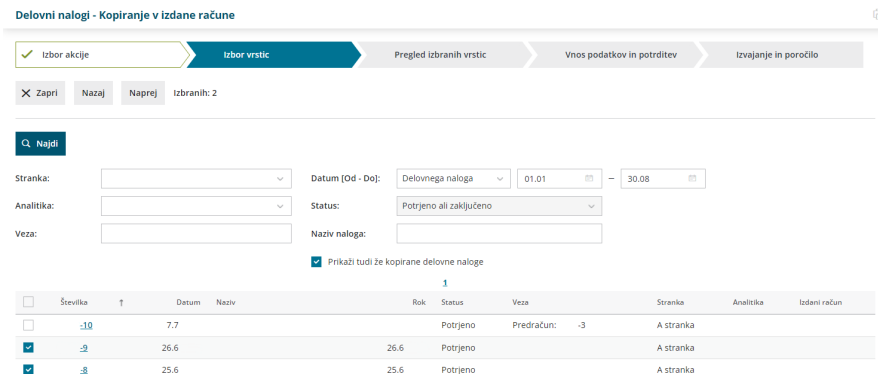 Delovni nalogi - Kopiranje v izdane račune
Izbor akcije Izbor vrstic Pregled izbranih vrstic Vnos podatkov in potrditev Izvajanje in poročilo
Zapri Nazaj Naprej Izbranih: 2
Najdi
Stranka: Datum [Od - Do]: Delovnega naloga 01.01 – 30.08
Analitika: Status: Potrjeno ali zaključeno
Veza: Naziv naloga:
Prikaži tudi že kopirane delovne naloge
1
Številka ↑ Datum Naziv Rok Status Veza Stranka Analitika Izdani račun
-10 7.7 Potrjeno Predračun: -3 A stranka
-9 26.6 26.6 Potrjeno A stranka
-8 25.6 25.6 Potrjeno A stranka